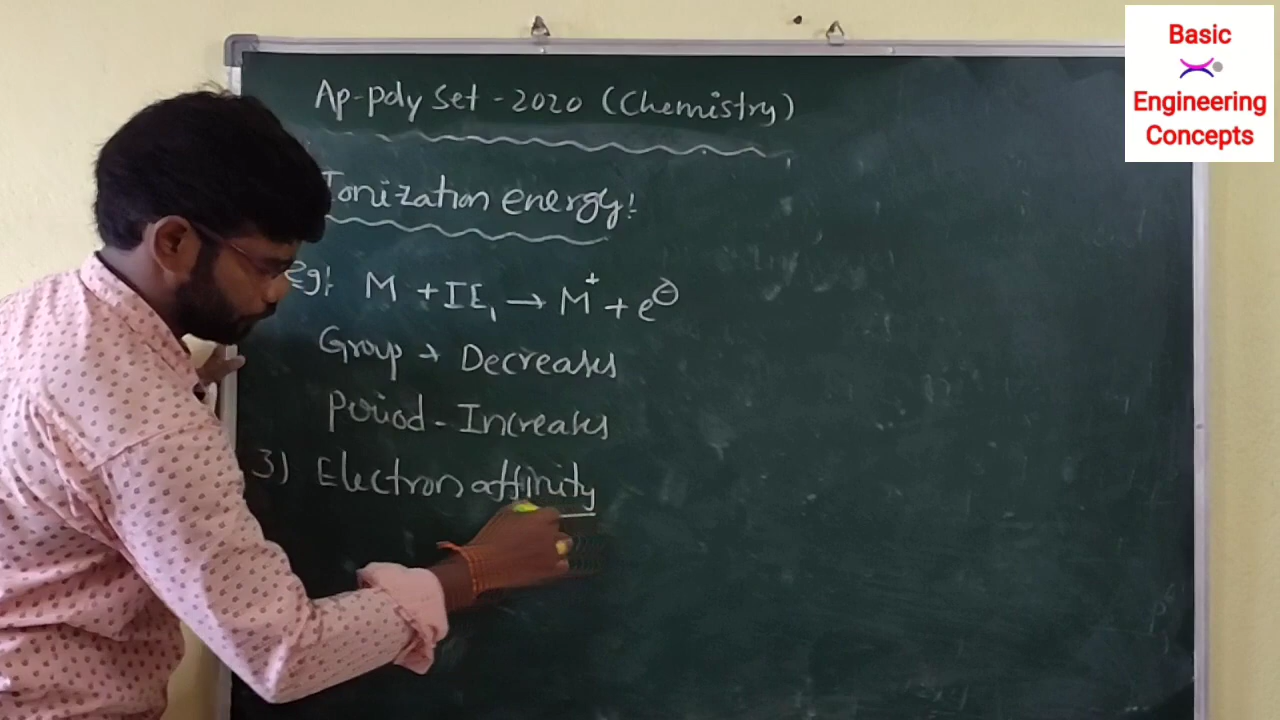 Ap-poly Set - 2020 (Chemistry)
Ionization energy:
eg: M + IE₁ → M⁺ + e⊖
Group → Decreases
Period - Increases
3) Electron affinity
Basic
Engineering
Concepts